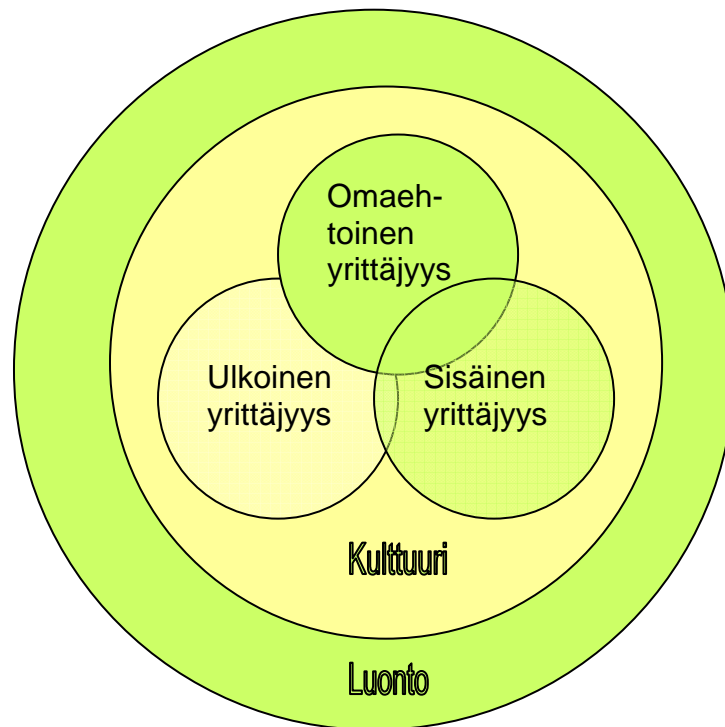 Omaeh-
toinen
yrittäjyys
Ulkoinen
yrittäjyys
Sisäinen
yrittäjyys
Kulttuuri
Luonto